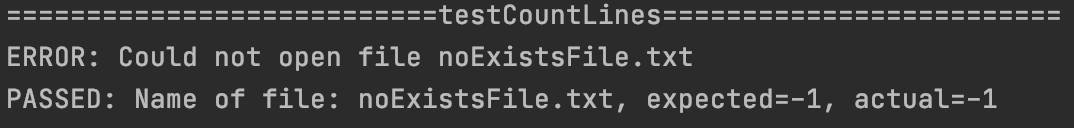 ===========================testCountLines=========================
ERROR: Could not open file noExistsFile.txt
PASSED: Name of file: noExistsFile.txt, expected=-1, actual=-1